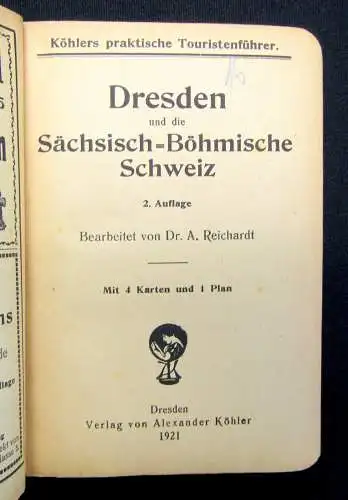 Köhlers praktische Touristenführer.
Dresden
und die
Sächsisch=Böhmische
Schweiz
2. Auflage
Bearbeitet von Dr. A. Reichardt
Mit 4 Karten und 1 Plan
Dresden
Verlag von Alexander Köhler
1921